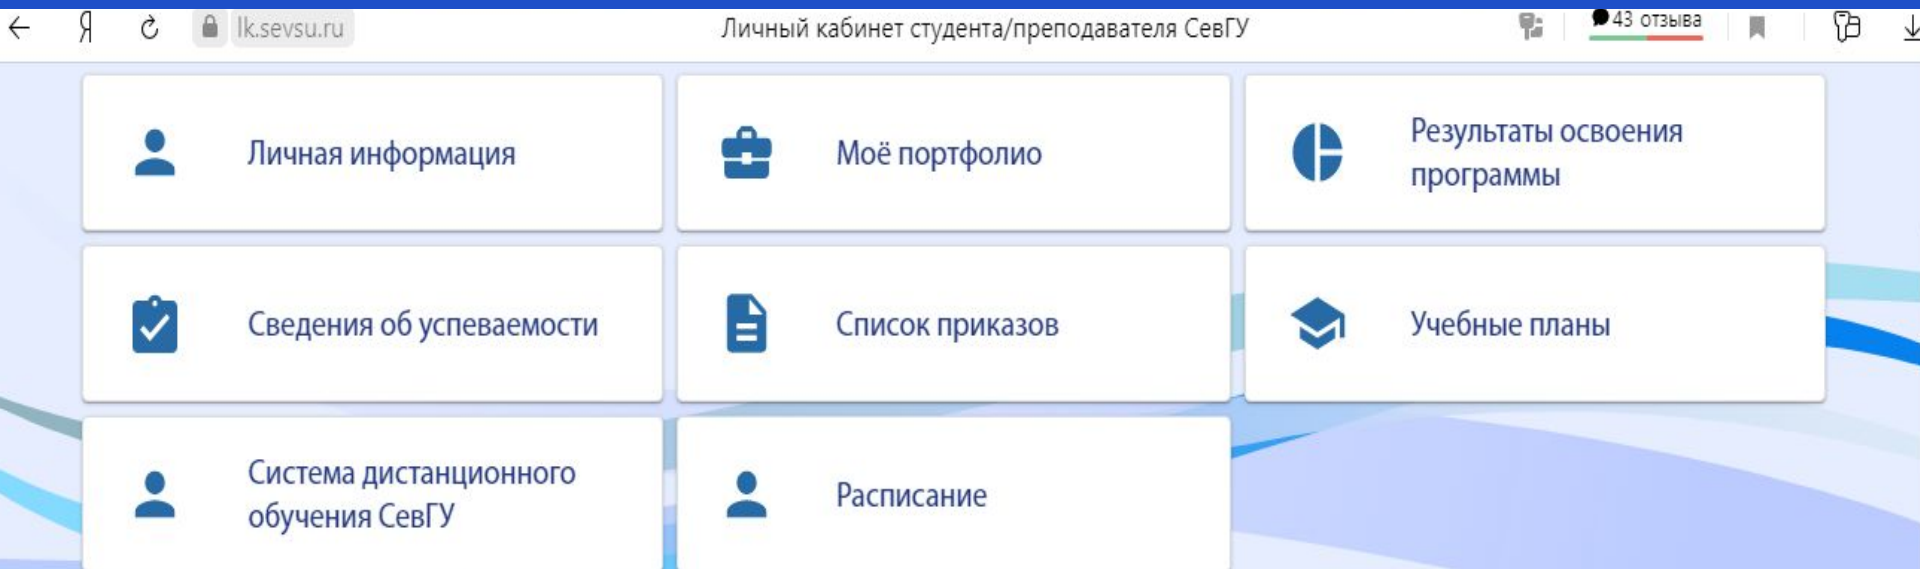 Я
lk.sevsu.ru
Личный кабинет студента/преподавателя СевГУ
43 отзыва
Личная информация
Моё портфолио
Результаты освоения
программы
Сведения об успеваемости
Список приказов
Учебные планы
Система дистанционного
обучения СевГУ
Расписание